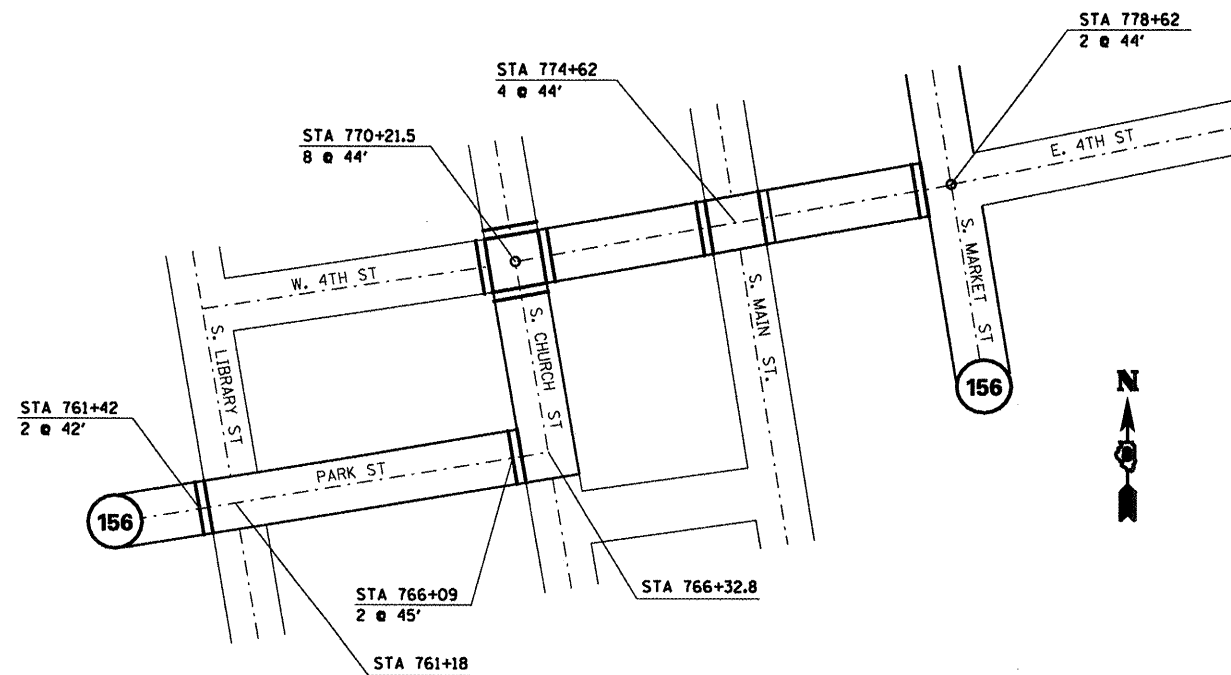 STA 778+62
2 @ 44'
STA 774+62
4 @ 44'
STA 770+21.5
8 @ 44'
E. 4TH ST
W. 4TH ST
S. MARKET ST
S. LIBRARY ST
S. CHURCH ST
S. MAIN ST.
156
N
STA 761+42
2 @ 42'
PARK ST
156
STA 766+09
2 @ 45'
STA 766+32.8
STA 761+18